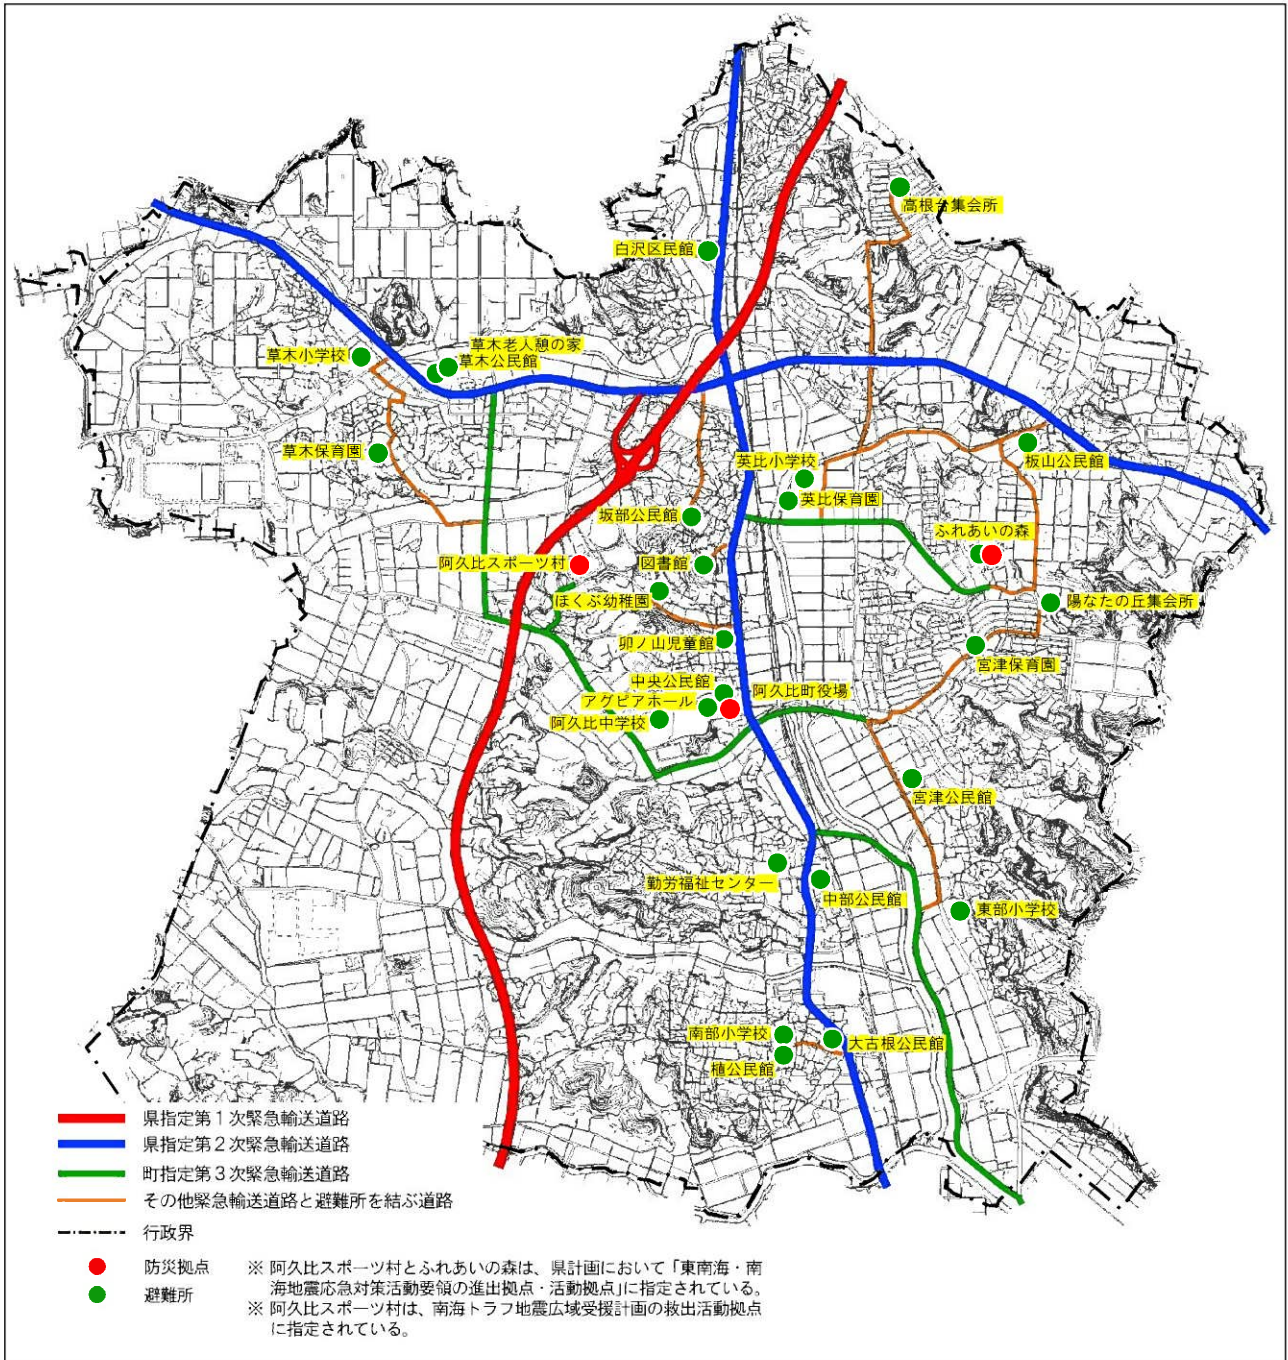 高根台集会所
白沢区民館
草木老人憩の家
草木小学校
草木公民館
草木保育園
英比小学校
板山公民館
英比保育園
坂部公民館
ふれあいの森
阿久比スポーツ村
図書館
ほくぶ幼稚園
陽なたの丘集会所
卯ノ山児童館
宮津保育園
中央公民館
阿久比町役場
アグピアホール
阿久比中学校
宮津公民館
勤労福祉センター
中部公民館
東部小学校
南部小学校
大古根公民館
植公民館
県指定第1次緊急輸送道路
県指定第2次緊急輸送道路
町指定第3次緊急輸送道路
その他緊急輸送道路と避難所を結ぶ道路
行政界
防災拠点
避難所
※ 阿久比スポーツ村とふれあいの森は、県計画において「東南海・南
海地震応急対策活動要領の進出拠点・活動拠点」に指定されている。
※ 阿久比スポーツ村は、南海トラフ地震広域受援計画の救出活動拠点
に指定されている。